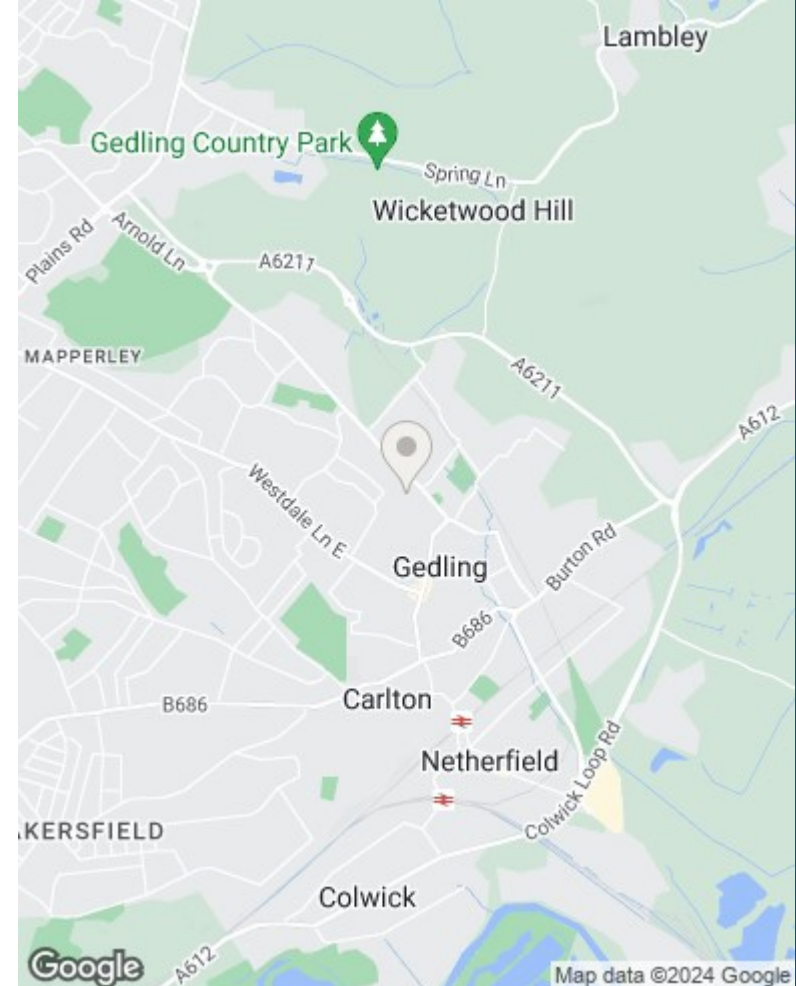 Lambley
Gedling Country Park
Spring Ln
Wicketwood Hill
Plains Rd
Arnold Ln
A6211
MAPPERLEY
A6211
A612
Westdale Ln E
Gedling
Burton Rd
B686
Carlton
B686
Netherfield
Colwick Loop Rd
AKERSFIELD
Colwick
A612
Google
Map data ©2024 Google